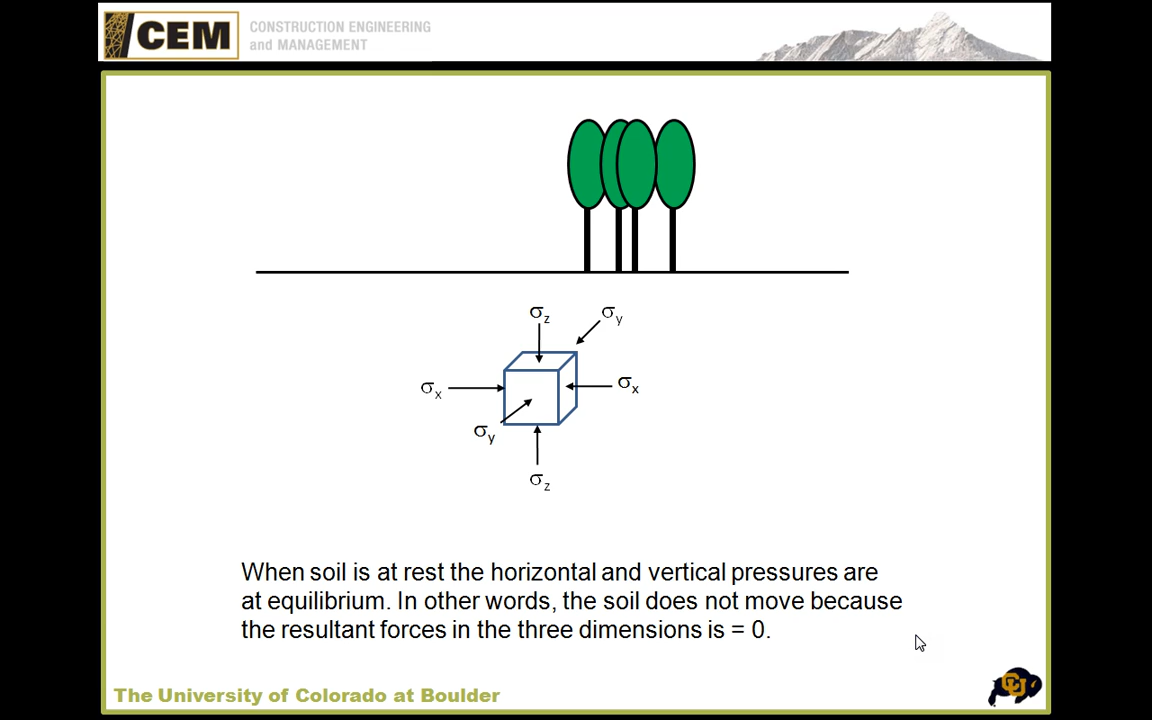 CEM
CONSTRUCTION ENGINEERING
and MANAGEMENT
σz
σy
σx
σx
σy
σz
When soil is at rest the horizontal and vertical pressures are
at equilibrium. In other words, the soil does not move because
the resultant forces in the three dimensions is = 0.
The University of Colorado at Boulder
CU